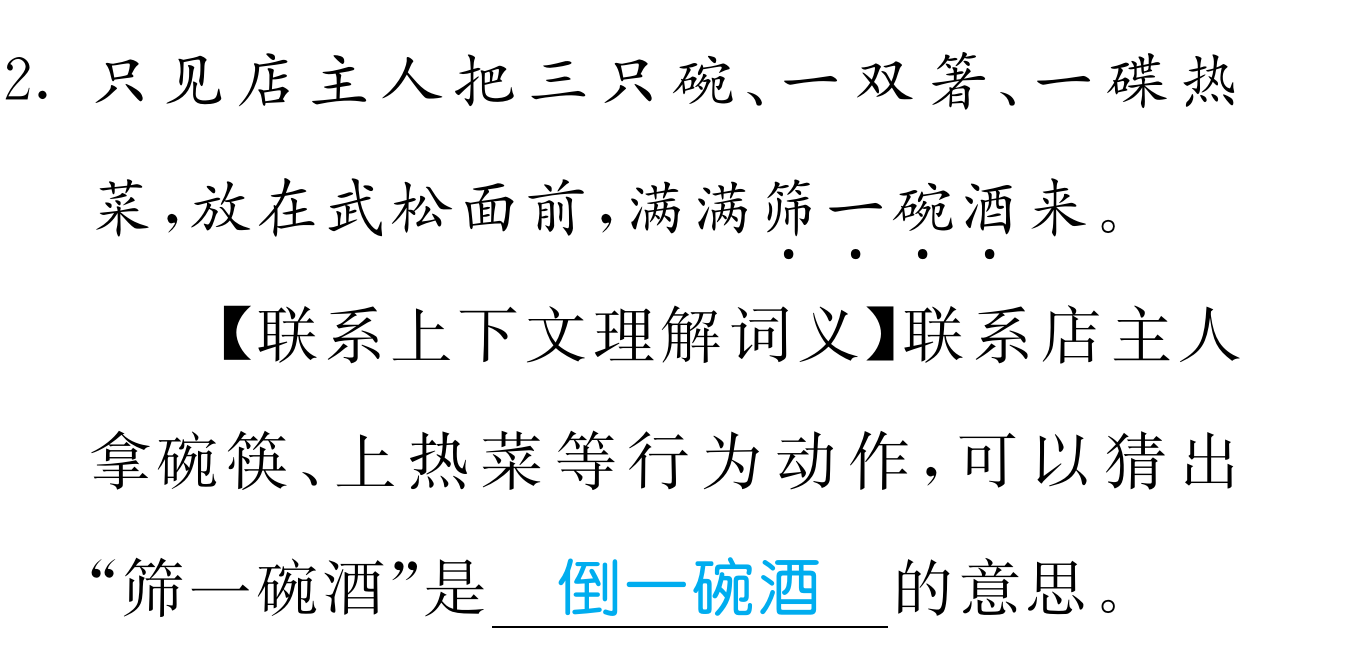 2. 只见店主人把三只碗、一双箸、一碟热
菜,放在武松面前,满满筛一碗酒来。
【联系上下文理解词义】联系店主人
拿碗筷、上热菜等行为动作,可以猜出
“筛一碗酒”是 倒一碗酒 的意思。